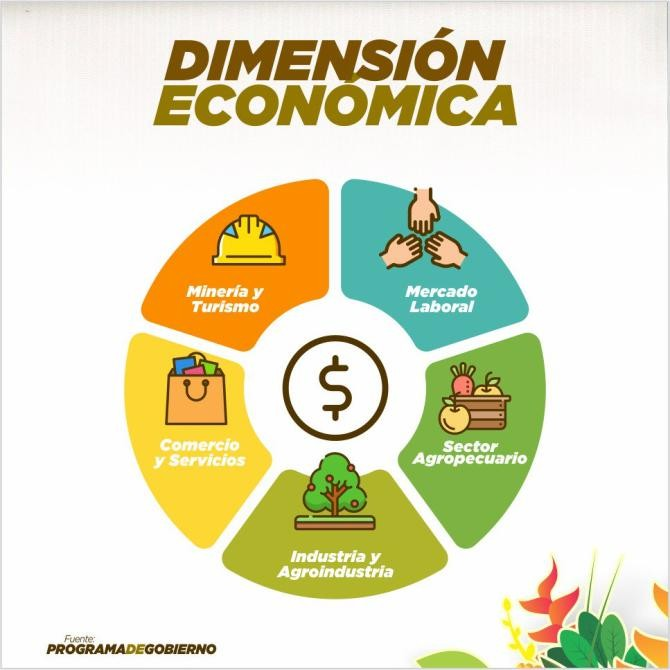 DIMENSIÓN
ECONÓMICA
Minería y
Turismo
Mercado
Laboral
$
Comercio
y Servicios
Sector
Agropecuario
Industria y
Agroindustria
Fuente:
PROGRAMADEGOBIERNO